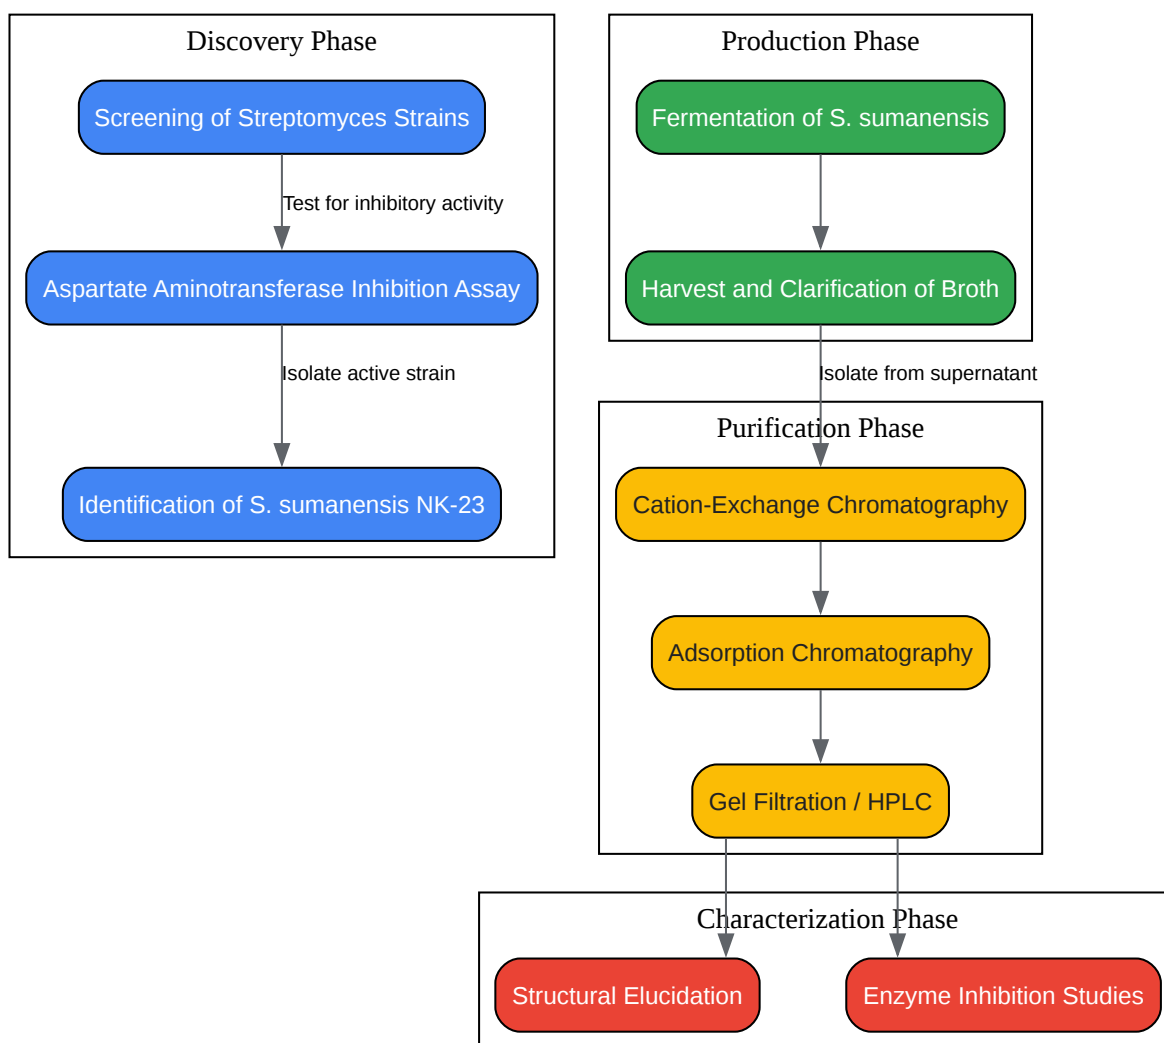 Discovery Phase
Screening of Streptomyces Strains
Test for inhibitory activity
Aspartate Aminotransferase Inhibition Assay
Isolate active strain
Identification of S. sumanensis NK-23
Production Phase
Fermentation of S. sumanensis
Harvest and Clarification of Broth
Isolate from supernatant
Purification Phase
Cation-Exchange Chromatography
Adsorption Chromatography
Gel Filtration / HPLC
Characterization Phase
Structural Elucidation
Enzyme Inhibition Studies